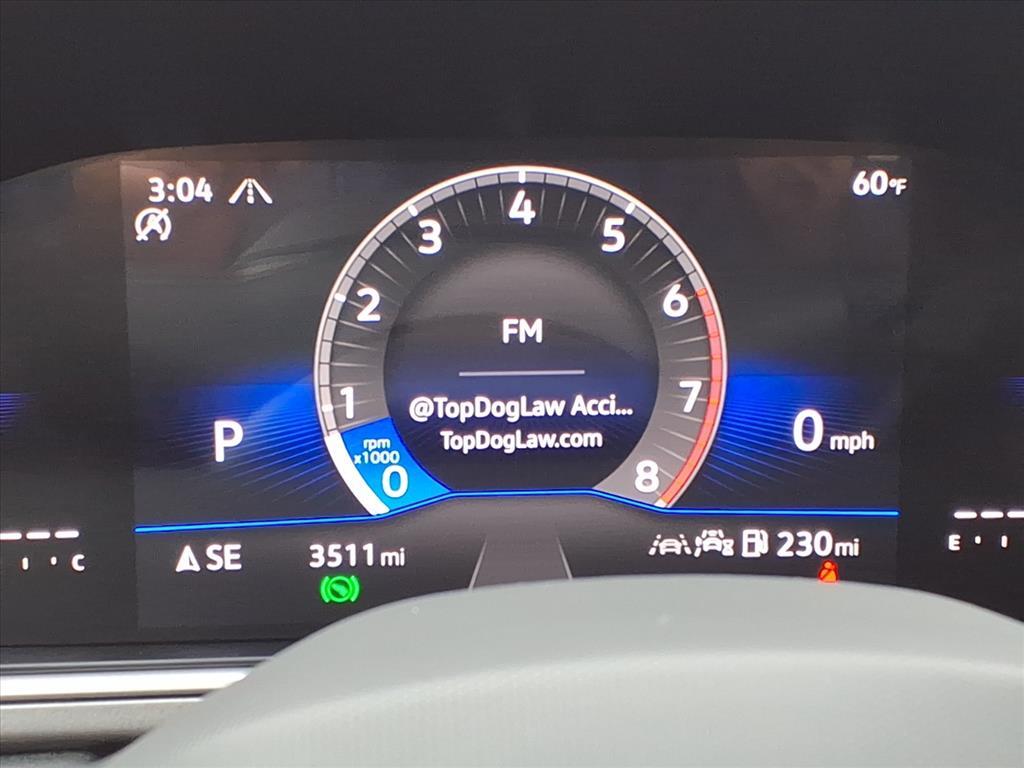 3:04
60°F
4
3
5
2
6
FM
1
7
@TopDogLaw Acci...
TopDogLaw.com
P
rpm
x1000
0
8
0 mph
C
SE
3511 mi
230 mi
E